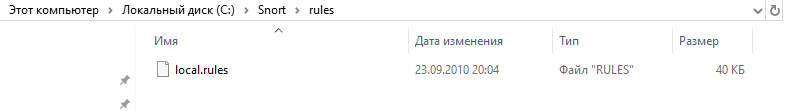 Этот компьютер > Локальный диск (C:) > Snort > rules
Имя Дата изменения Тип Размер
local.rules 23.09.2010 20:04 Файл "RULES" 40 КБ